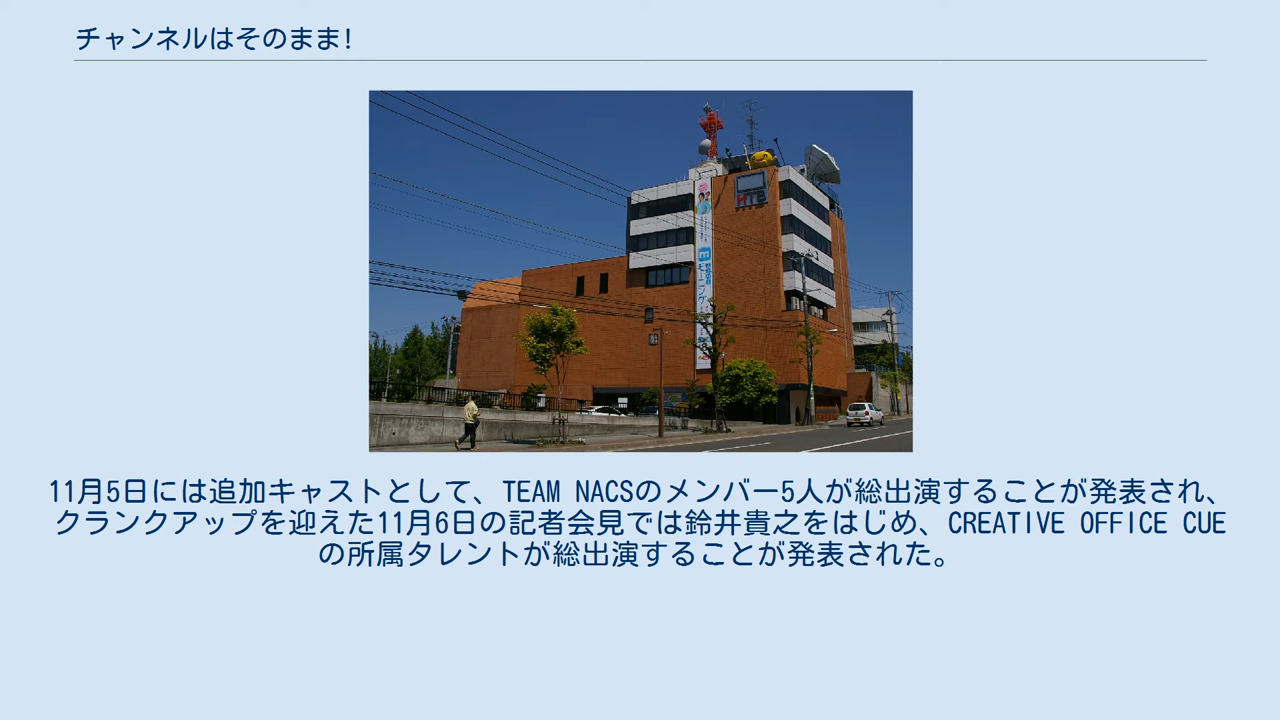 チャンネルはそのまま!
HTB
11月5日には追加キャストとして、TEAM NACSのメンバー5人が総出演することが発表され、
クランクアップを迎えた11月6日の記者会見では鈴井貴之をはじめ、CREATIVE OFFICE CUE
の所属タレントが総出演することが発表された。